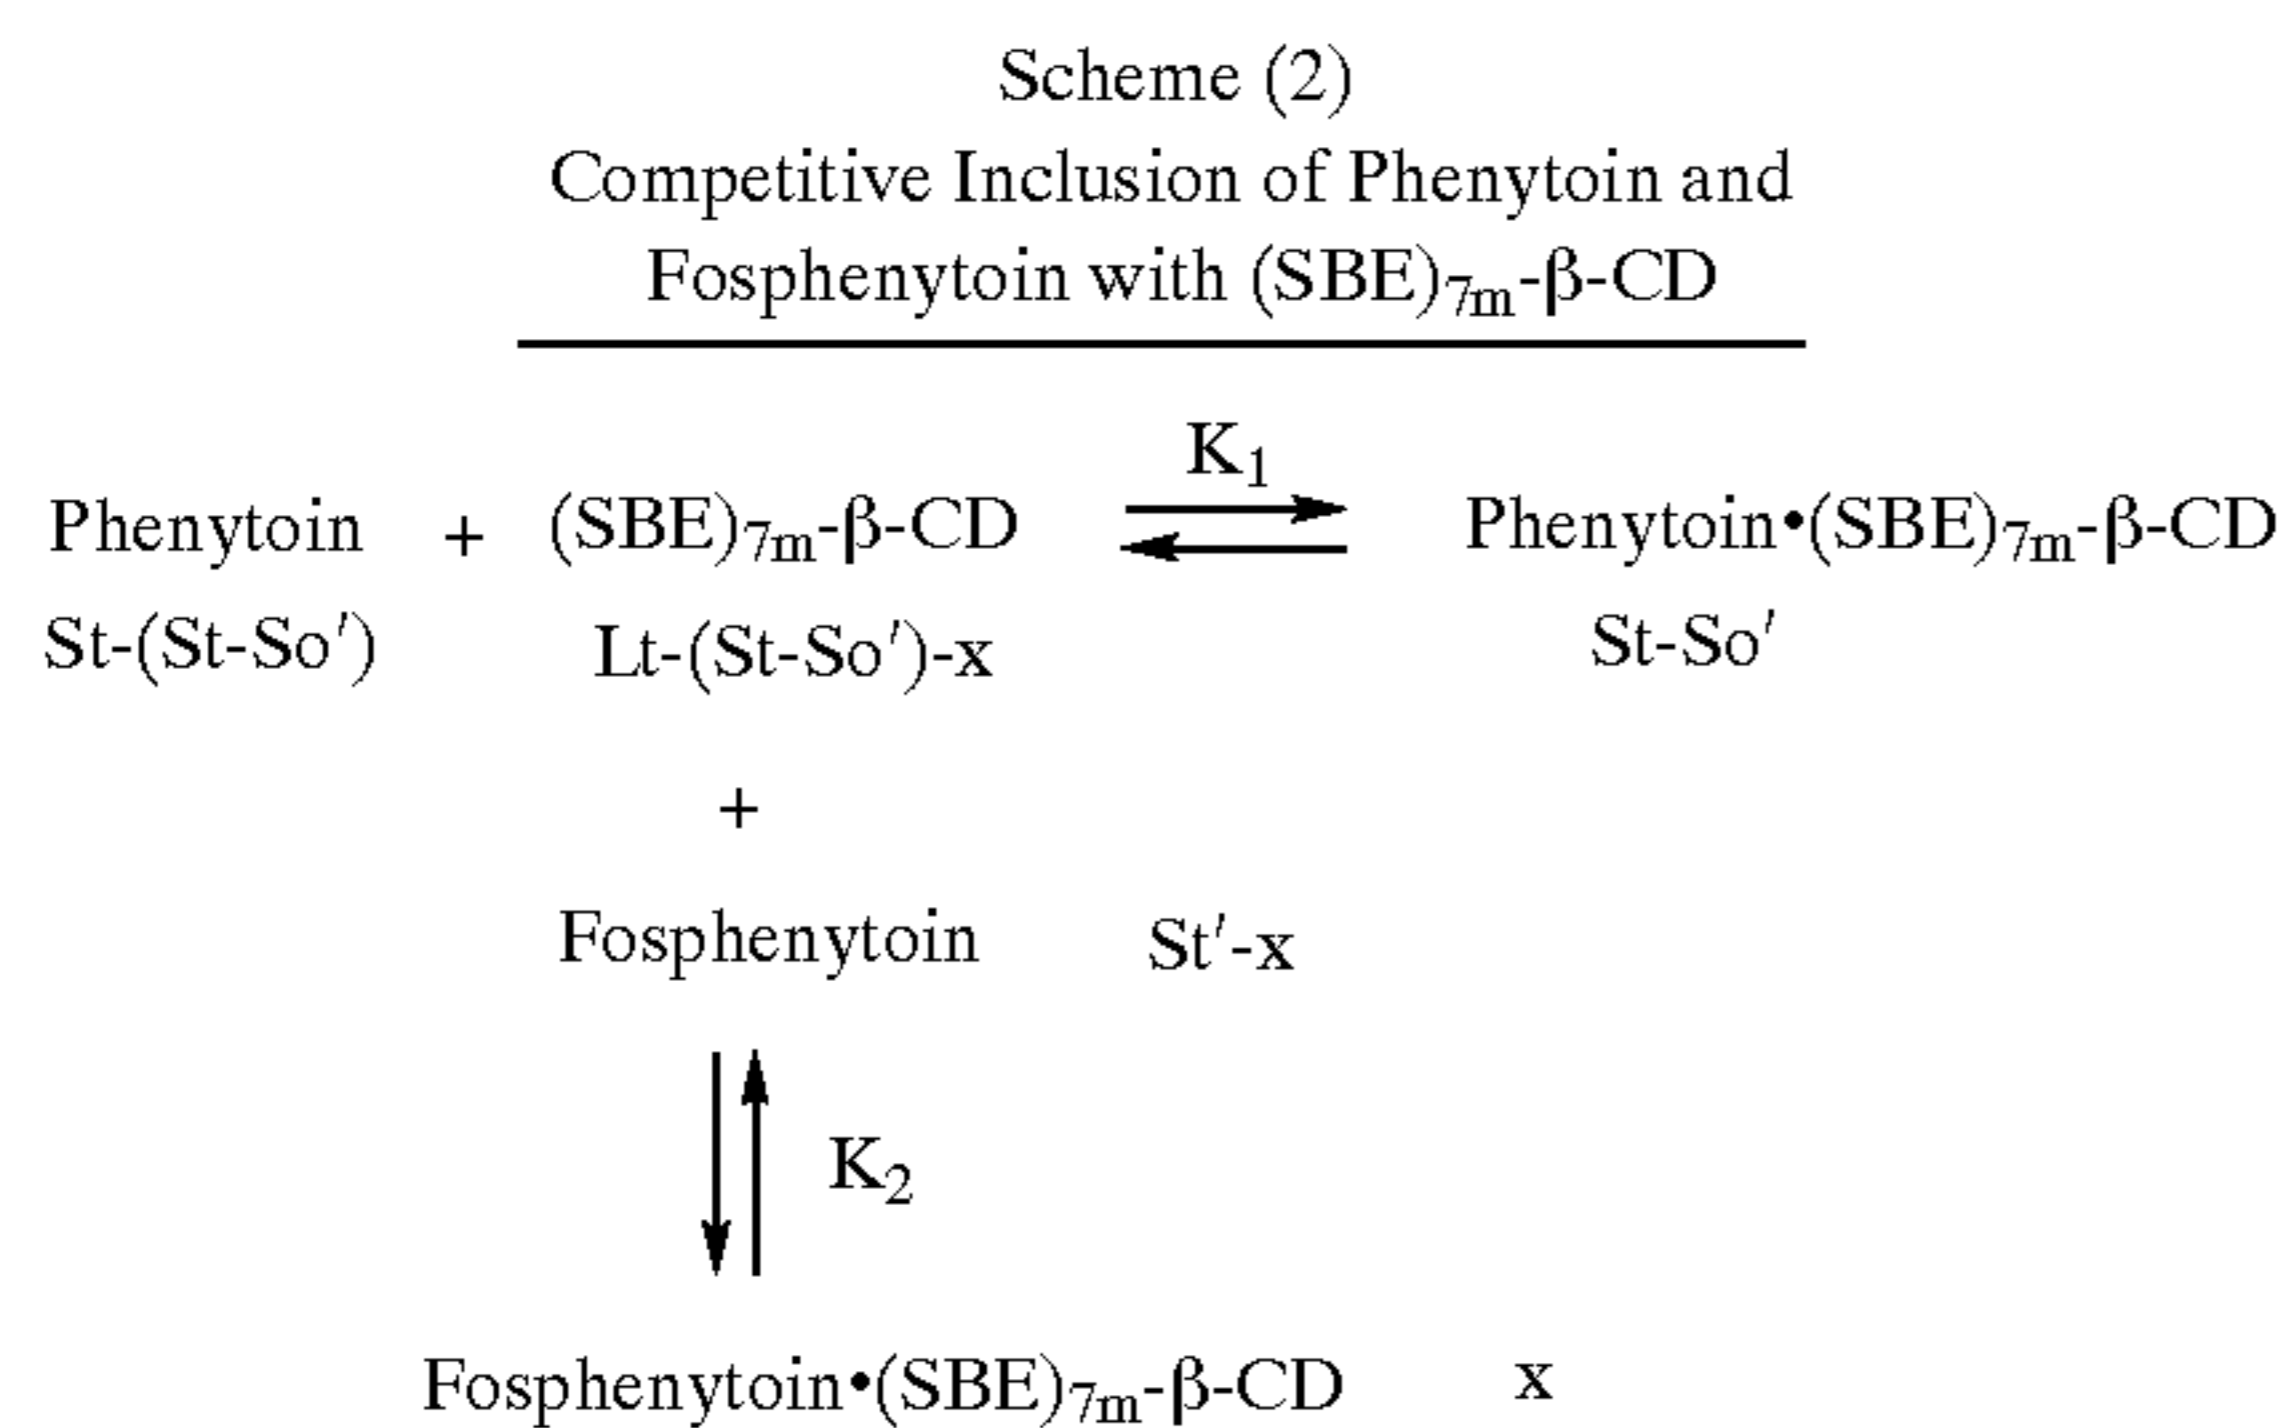 Scheme (2)
Competitive Inclusion of Phenytoin and
Fosphenytoin with (SBE)7m-β-CD
K1
Phenytoin + (SBE)7m-β-CD Phenytoin•(SBE)7m-β-CD
St-(St-So′) Lt-(St-So′)-x St-So′
+
Fosphenytoin St′-x
K2
Fosphenytoin•(SBE)7m-β-CD x